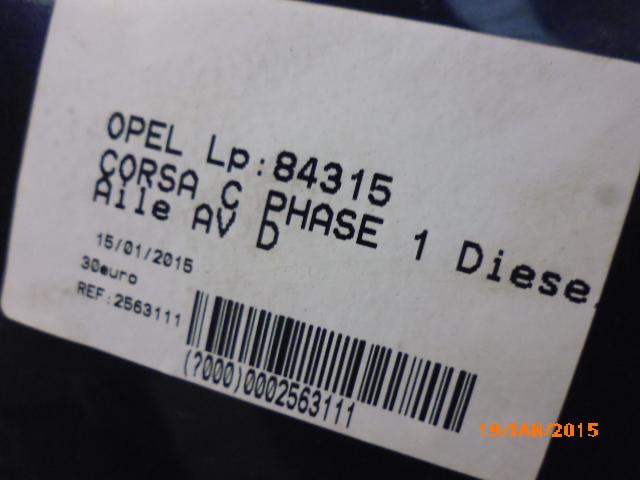 OPEL Lp:84315
CORSA C PHASE 1 Diese
Aile AV D
15/01/2015
30euro
REF:2563111
(?000)0002563111
19/JAN/2015